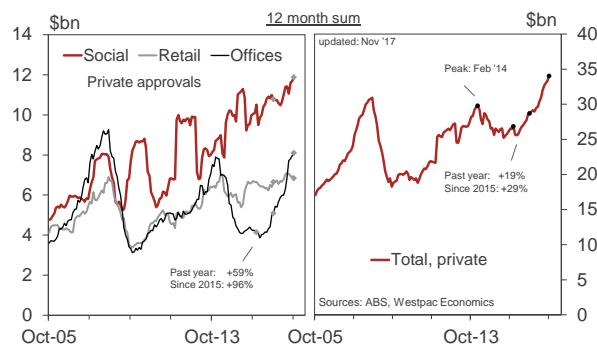 12 month sum
$bn
$bn
14
12
10
8
6
4
2
0
Social Retail Offices
Private approvals
Past year: +59%
Since 2015: +96%
Oct-05
Oct-13
updated: Nov '17
Peak: Feb '14
Past year: +19%
Since 2015: +29%
Total, private
Sources: ABS, Westpac Economics
40
35
30
25
20
15
10
5
0
Oct-05
Oct-13